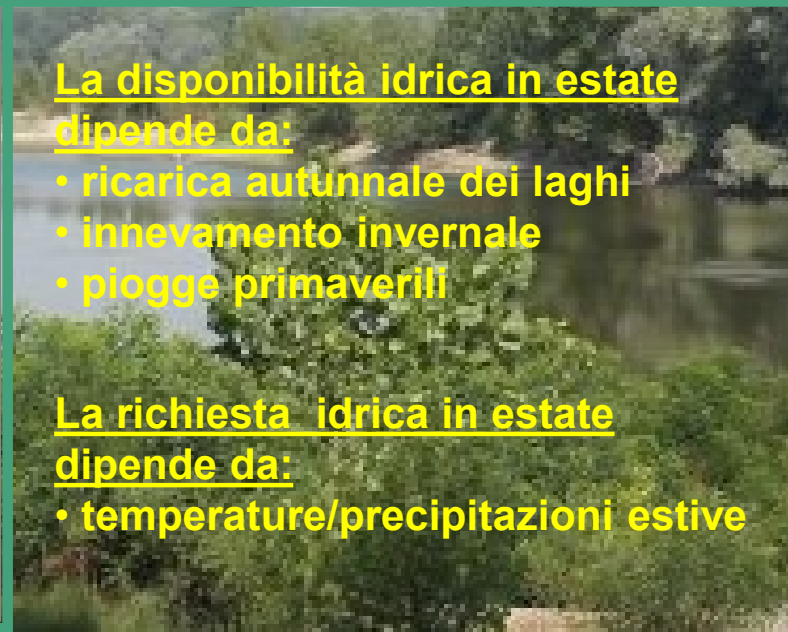 La disponibilità idrica in estate
dipende da:
• ricarica autunnale dei laghi
• innevamento invernale
• piogge primaverili
La richiesta idrica in estate
dipende da:
• temperature/precipitazioni estive